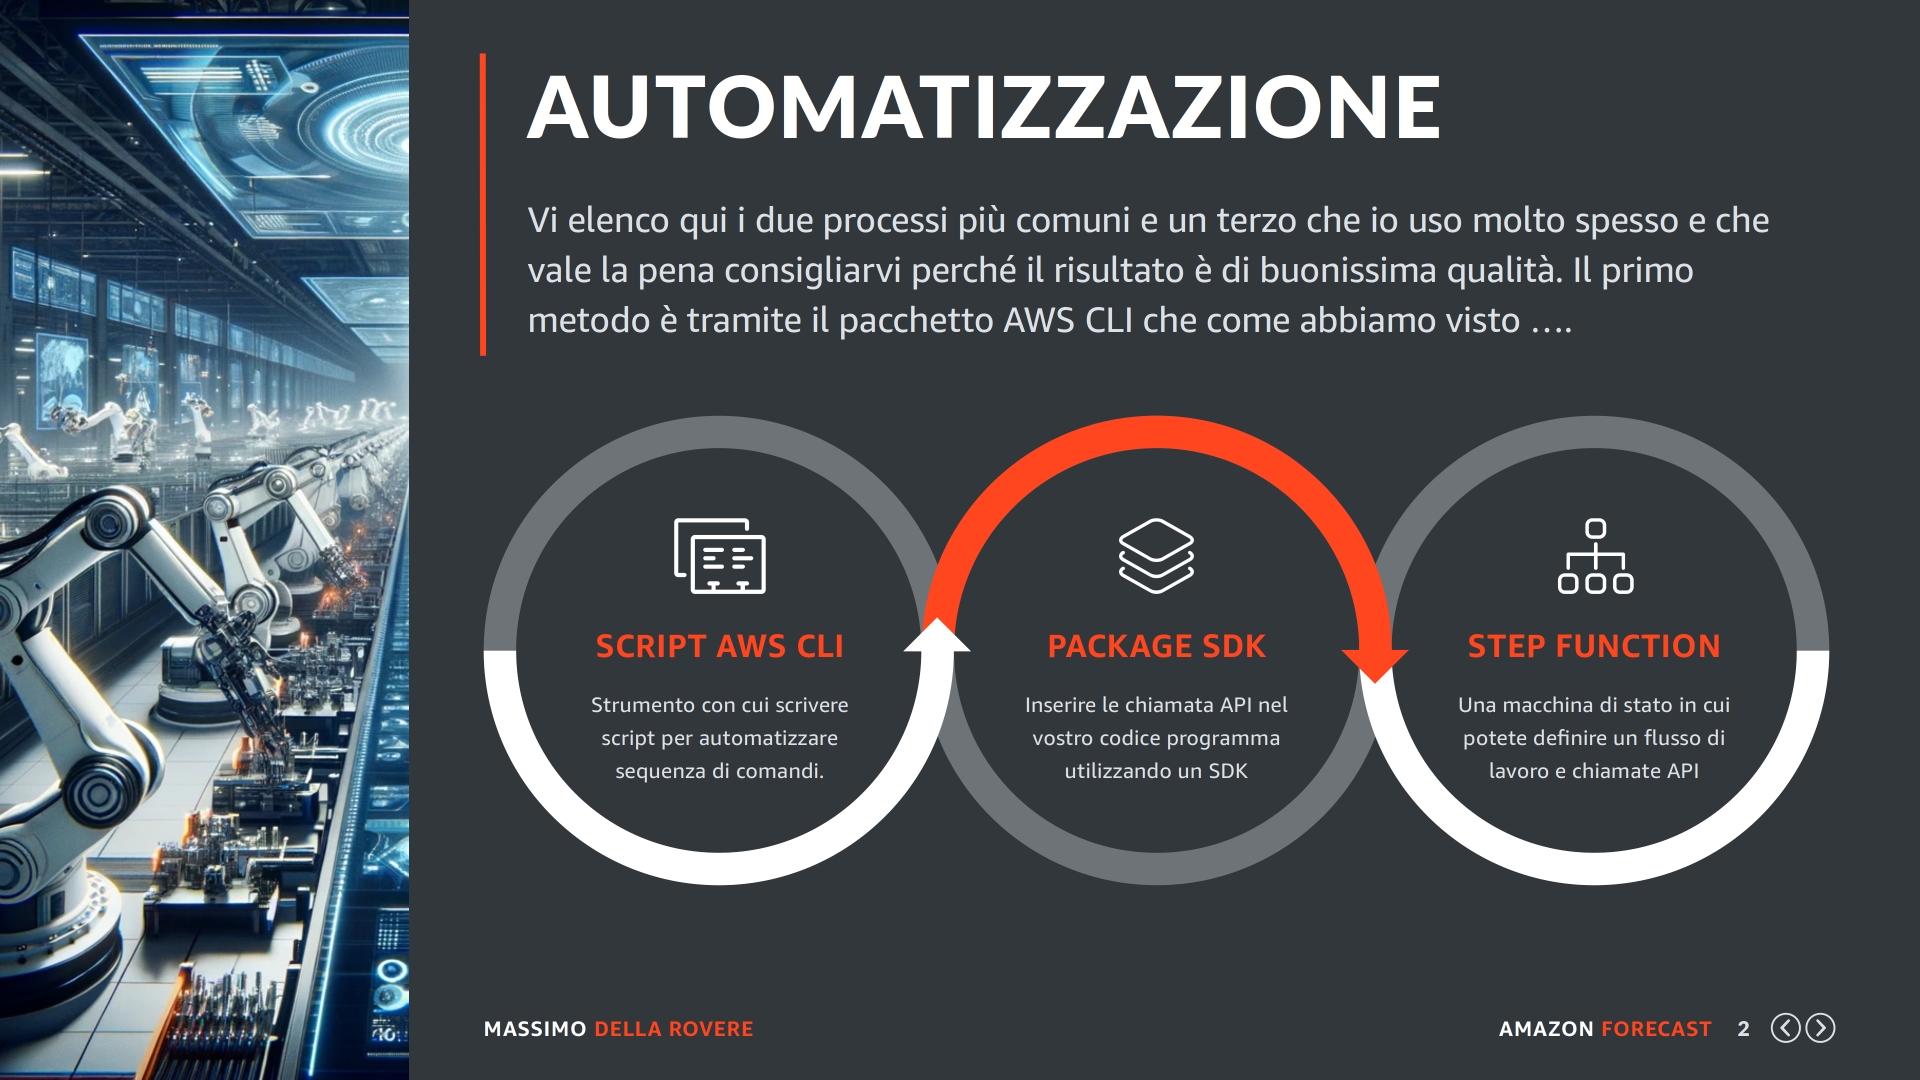 AUTOMATIZZAZIONE
Vi elenco qui i due processi più comuni e un terzo che io uso molto spesso e che
vale la pena consigliarvi perché il risultato è di buonissima qualità. Il primo
metodo è tramite il pacchetto AWS CLI che come abbiamo visto ….
SCRIPT AWS CLI
Strumento con cui scrivere
script per automatizzare
sequenza di comandi.
PACKAGE SDK
Inserire le chiamata API nel
vostro codice programma
utilizzando un SDK
STEP FUNCTION
Una macchina di stato in cui
potete definire un flusso di
lavoro e chiamate API
MASSIMO DELLA ROVERE
AMAZON FORECAST 2